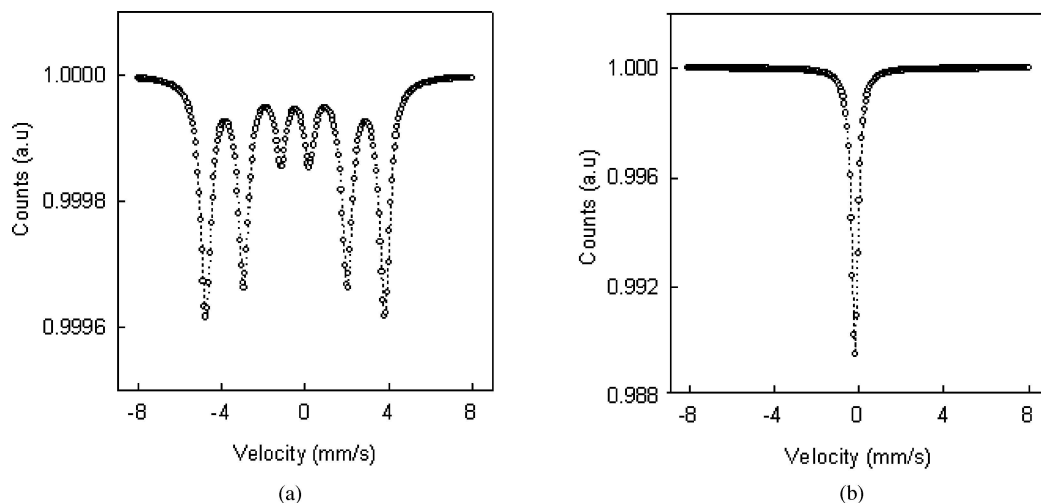 1.0000
0.9998
0.9996
Counts (a.u)
-8 -4 0 4 8
Velocity (mm/s)
(a)
1.000
0.996
0.992
0.988
Counts (a.u)
-8 -4 0 4 8
Velocity (mm/s)
(b)